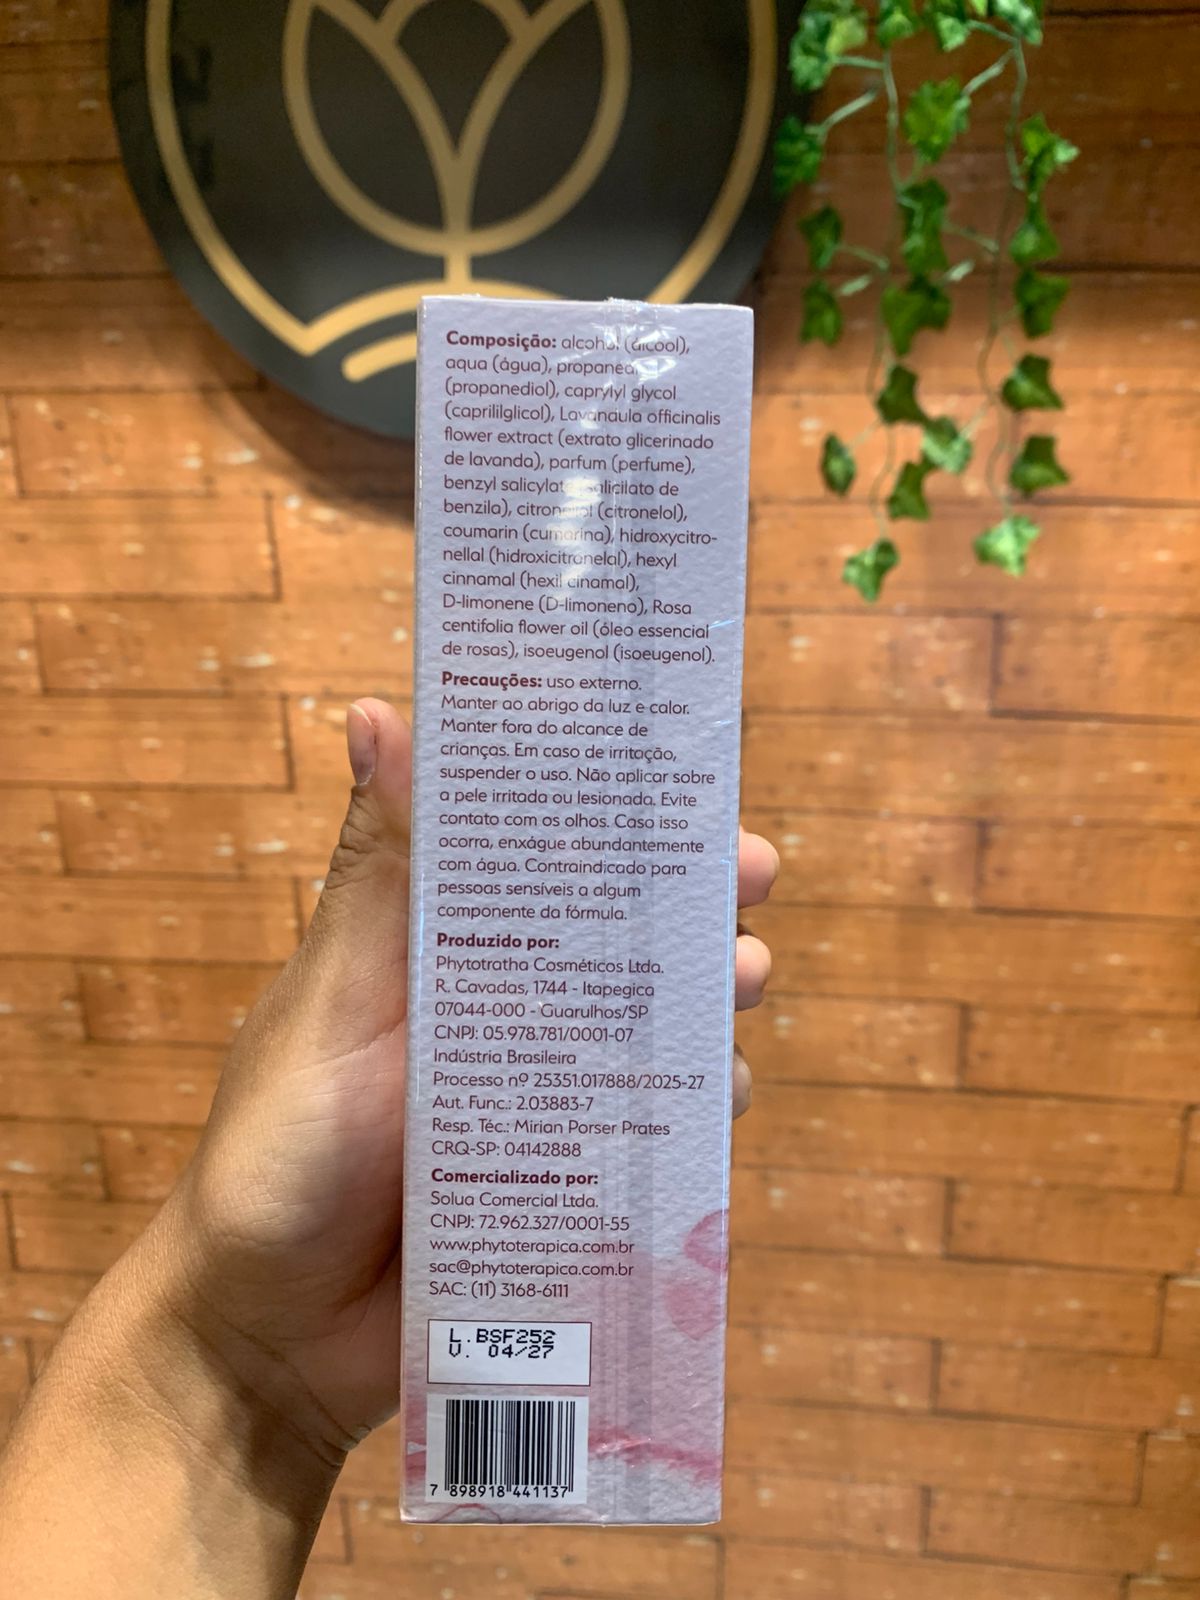 Composição: alcohol (álcool),
aqua (água), propanediol
(propanediol), caprylyl glycol
(caprililglicol), Lavandula officinalis
flower extract (extrato glicerinado
de lavanda), parfum (perfume),
benzyl salicylate (salicilato de
benzila), citronellol (citronelol),
coumarin (cumarina), hidroxycitro-
nellal (hidroxicitronelal), hexyl
cinnamal (hexil cinamal),
D-limonene (D-limoneno), Rosa
centifolia flower oil (óleo essencial
de rosas), isoeugenol (isoeugenol).
Precauções: uso externo.
Manter ao abrigo da luz e calor.
Manter fora do alcance de
crianças. Em caso de irritação,
suspender o uso. Não aplicar sobre
a pele irritada ou lesionada. Evite
contato com os olhos. Caso isso
ocorra, enxágue abundantemente
com água. Contraindicado para
pessoas sensíveis a algum
componente da fórmula.
Produzido por:
Phytotratha Cosméticos Ltda.
R. Cavadas, 1744 - Itapegica
07044-000 - Guarulhos/SP
CNPJ: 05.978.781/0001-07
Indústria Brasileira
Processo nº 25351.017888/2025-27
Aut. Func.: 2.03883-7
Resp. Téc.: Mirian Porser Prates
CRQ-SP: 04142888
Comercializado por:
Solua Comercial Ltda.
CNPJ: 72.962.327/0001-55
www.phytoterapica.com.br
sac@phytoterapica.com.br
SAC: (11) 3168-6111
L.BSF252
V. 04/27
7 898918 441137